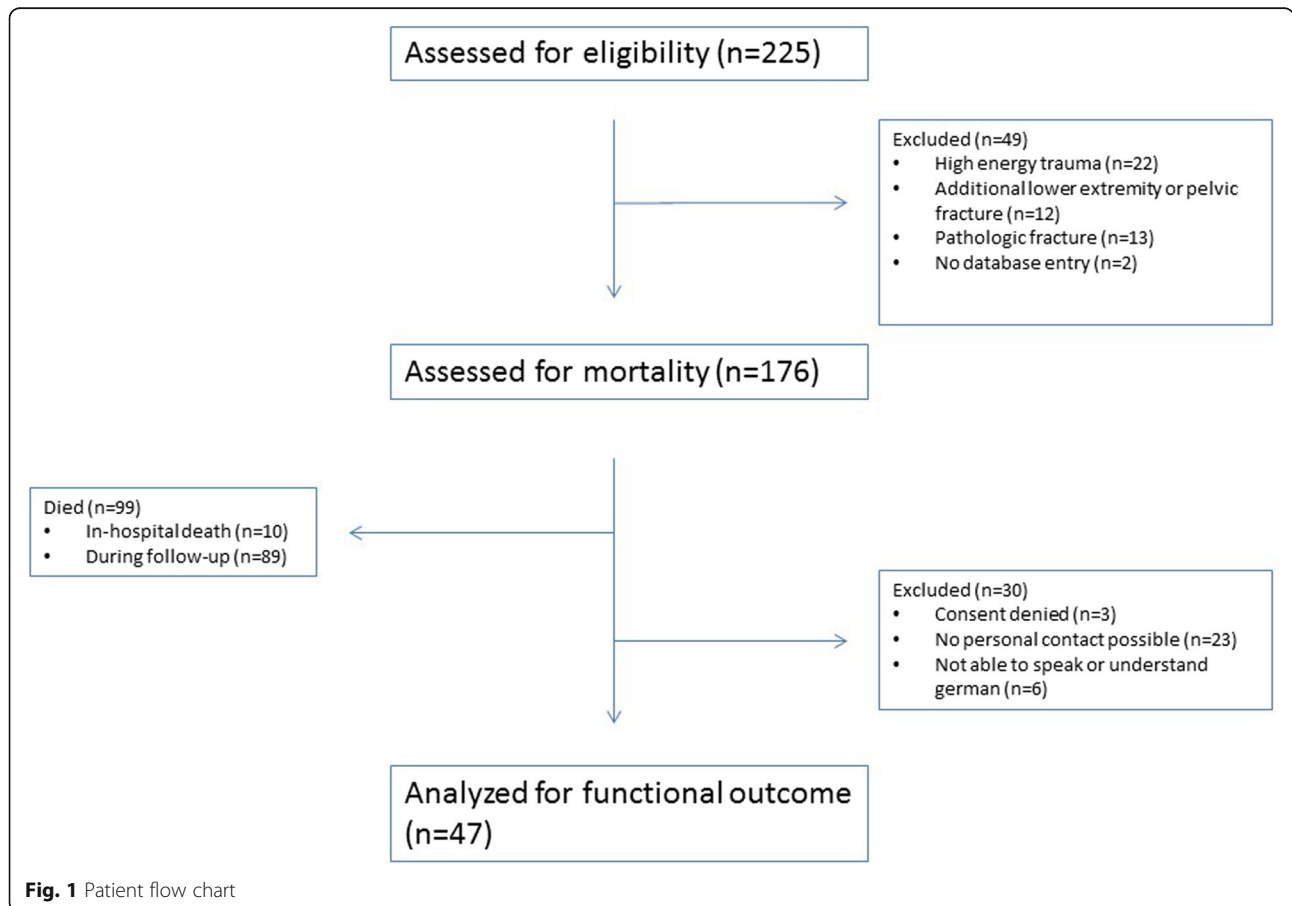 Assessed for eligibility (n=225)
Excluded (n=49)
• High energy trauma (n=22)
• Additional lower extremity or pelvic
fracture (n=12)
• Pathologic fracture (n=13)
• No database entry (n=2)
Assessed for mortality (n=176)
Died (n=99)
• In-hospital death (n=10)
• During follow-up (n=89)
Excluded (n=30)
• Consent denied (n=3)
• No personal contact possible (n=23)
• Not able to speak or understand
german (n=6)
Analyzed for functional outcome
(n=47)
Fig. 1 Patient flow chart